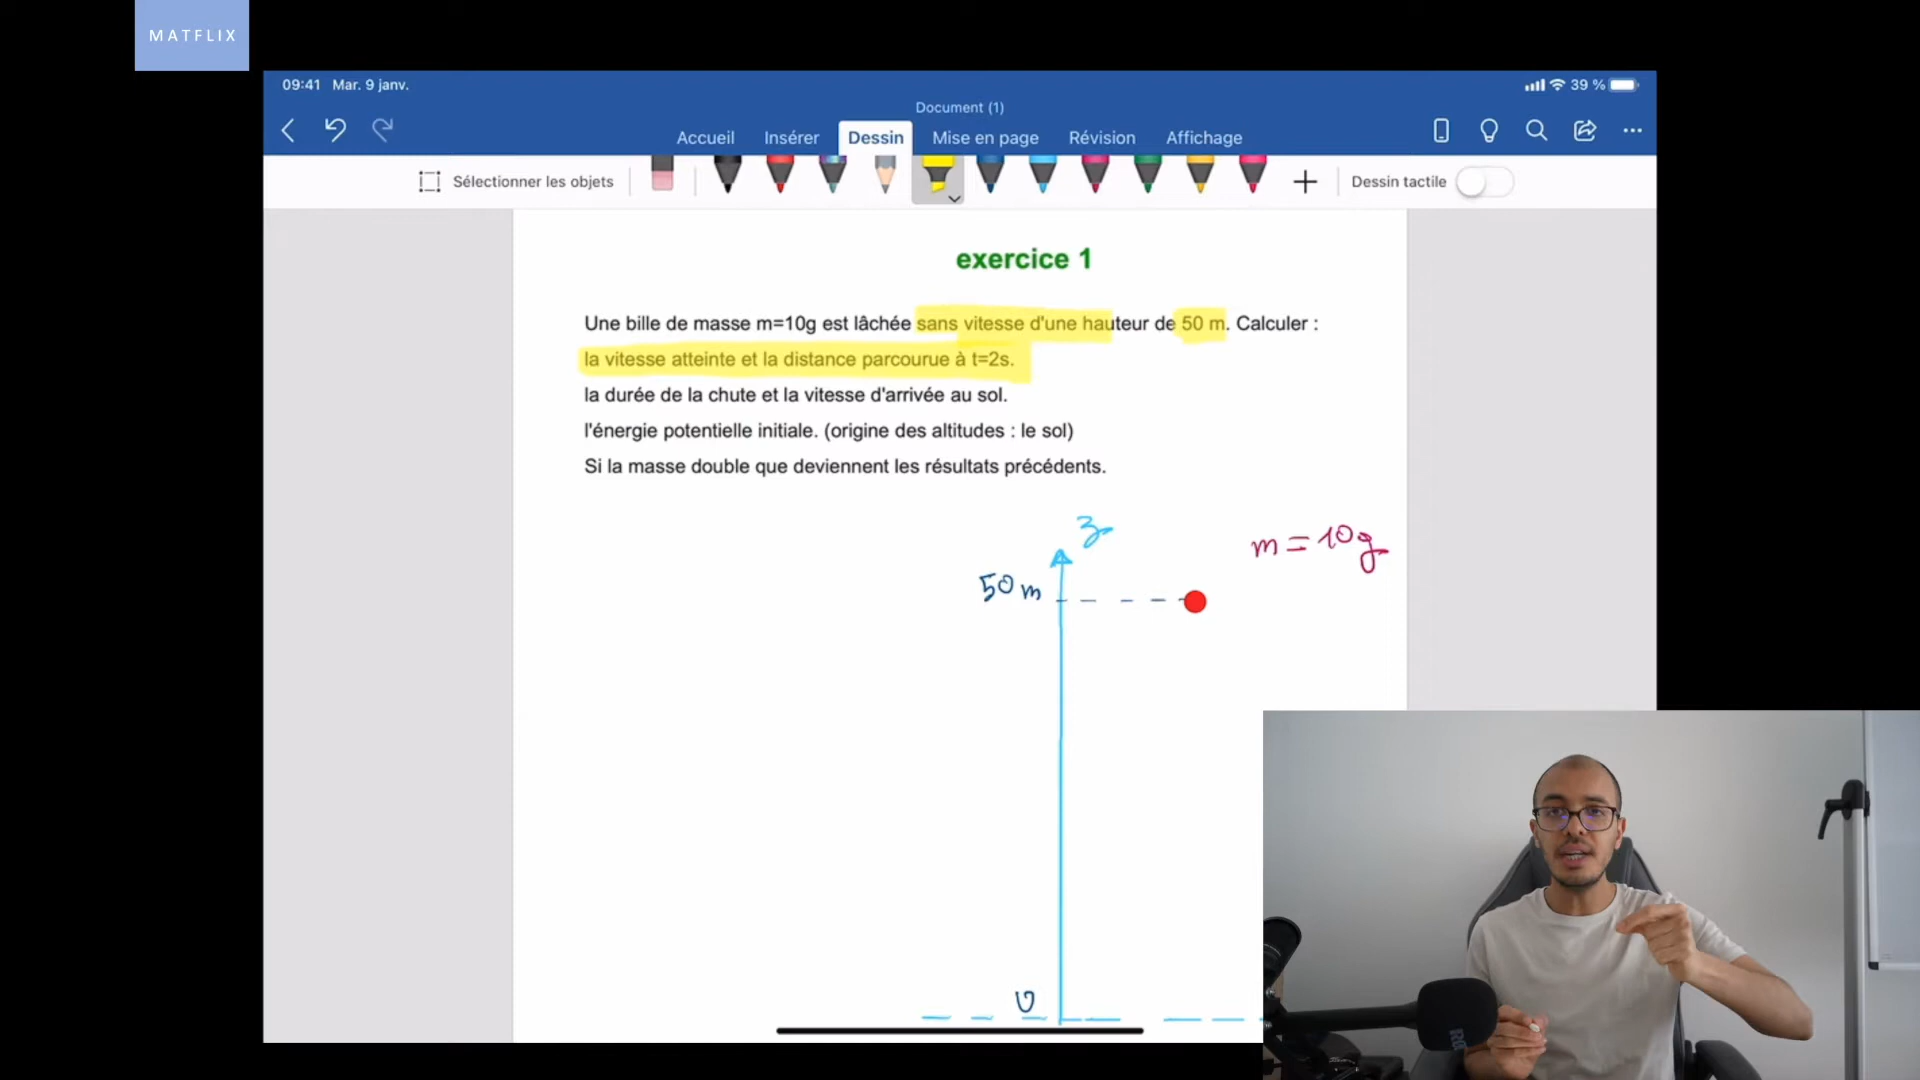 MATFLIX
09:41 Mar. 9 janv.
39 %
Document (1)
Accueil Insérer Dessin Mise en page Révision Affichage
Sélectionner les objets
Dessin tactile
exercice 1
Une bille de masse m=10g est lâchée sans vitesse d'une hauteur de 50 m. Calculer :
la vitesse atteinte et la distance parcourue à t=2s.
la durée de la chute et la vitesse d'arrivée au sol.
l'énergie potentielle initiale. (origine des altitudes : le sol)
Si la masse double que deviennent les résultats précédents.
z
m = 10g
50 m
0